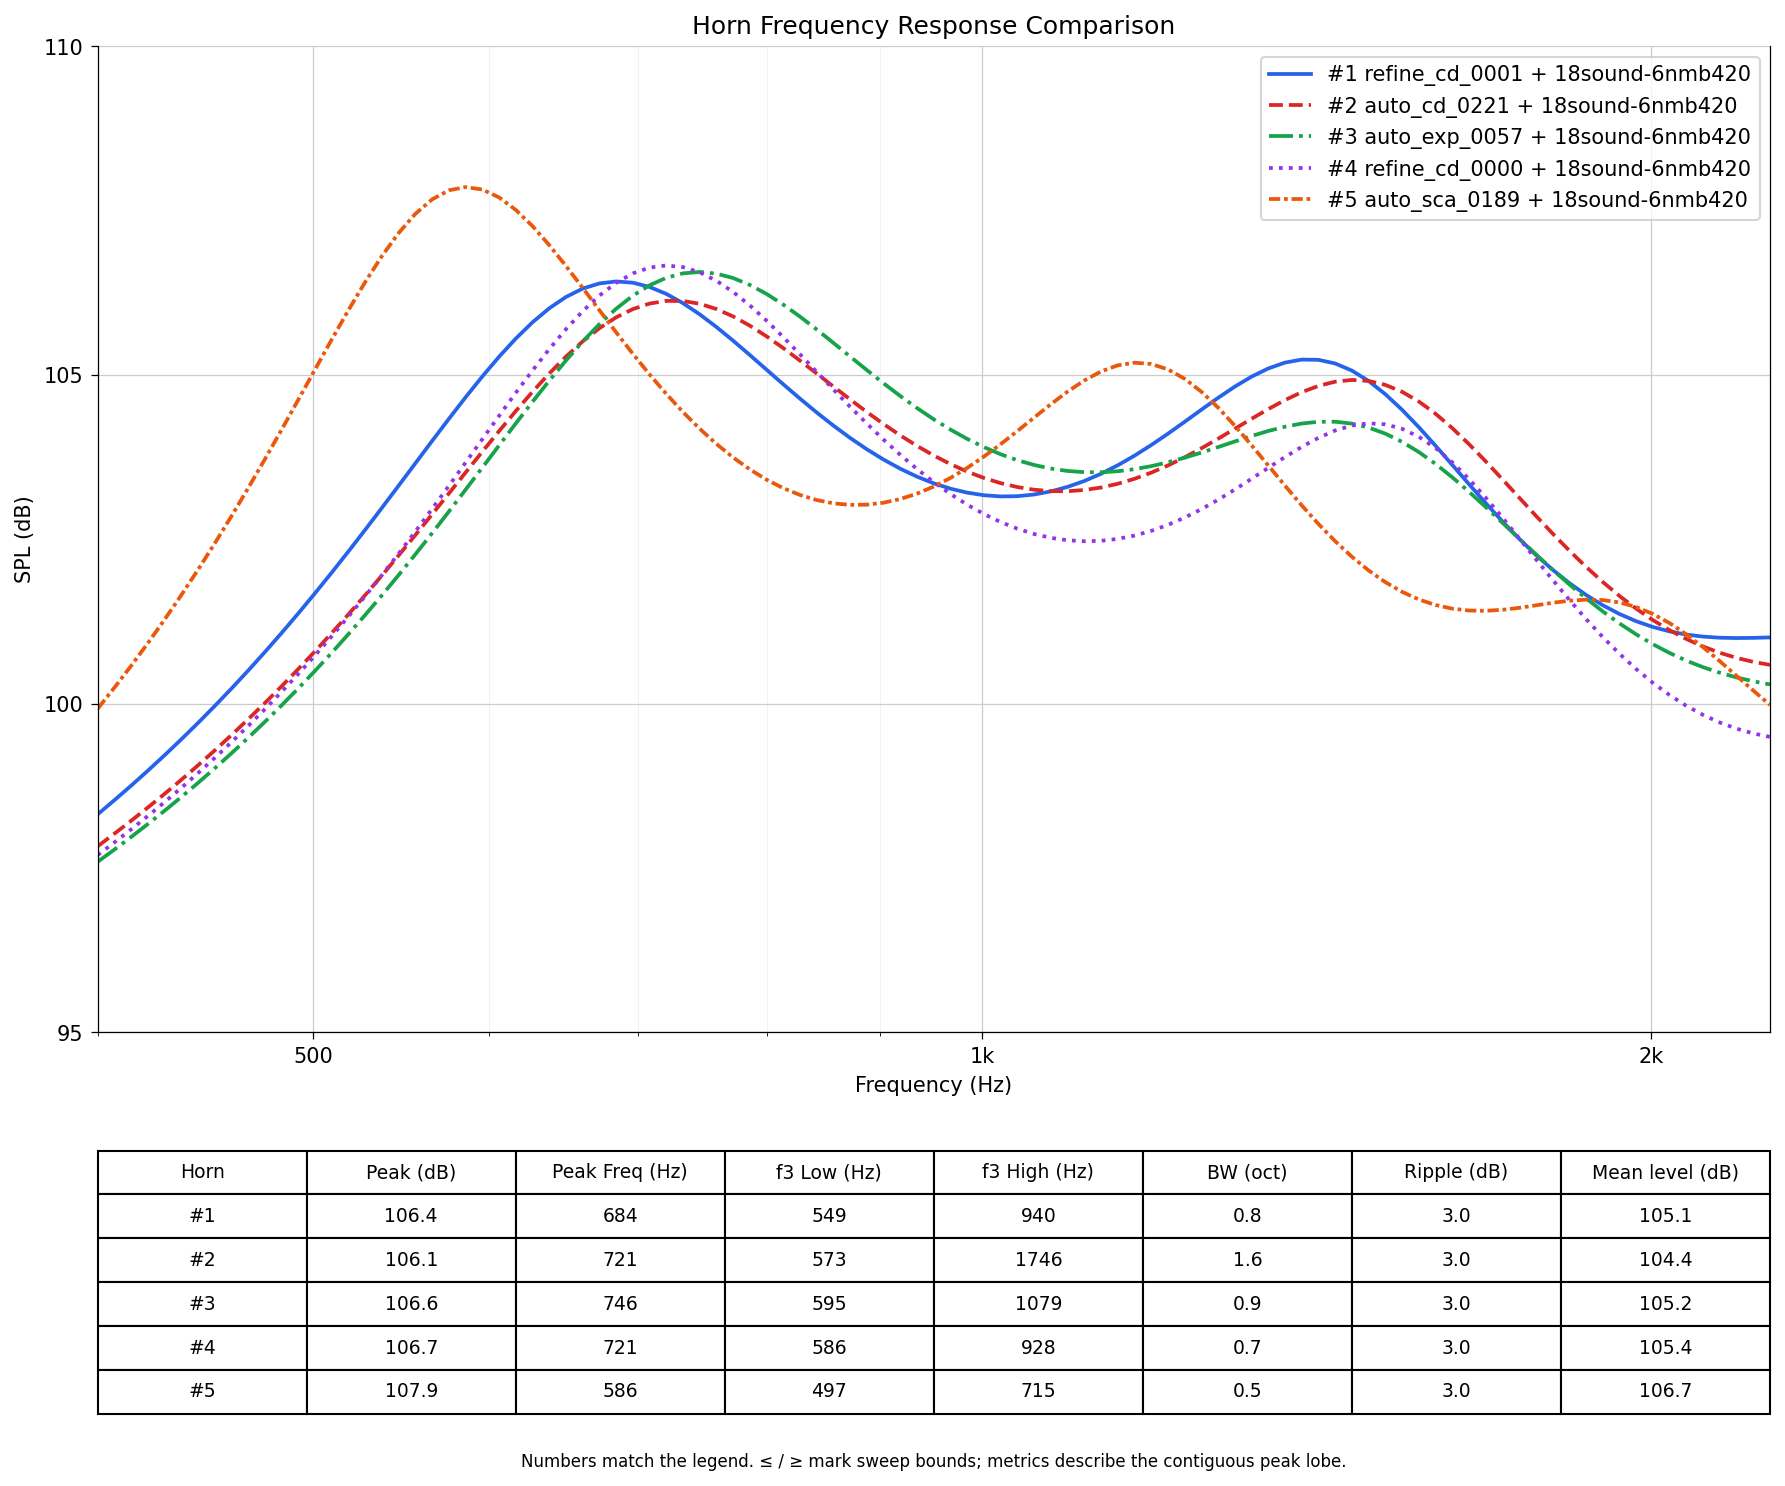 Horn Frequency Response Comparison
#1 refine_cd_0001 + 18sound-6nmb420
#2 auto_cd_0221 + 18sound-6nmb420
#3 auto_exp_0057 + 18sound-6nmb420
#4 refine_cd_0000 + 18sound-6nmb420
#5 auto_sca_0189 + 18sound-6nmb420
SPL (dB)
110
105
100
95
500 1k 2k
Frequency (Hz)
Horn Peak (dB) Peak Freq (Hz) f3 Low (Hz) f3 High (Hz) BW (oct) Ripple (dB) Mean level (dB)
#1 106.4 684 549 940 0.8 3.0 105.1
#2 106.1 721 573 1746 1.6 3.0 104.4
#3 106.6 746 595 1079 0.9 3.0 105.2
#4 106.7 721 586 928 0.7 3.0 105.4
#5 107.9 586 497 715 0.5 3.0 106.7
Numbers match the legend. ≤ / ≥ mark sweep bounds; metrics describe the contiguous peak lobe.